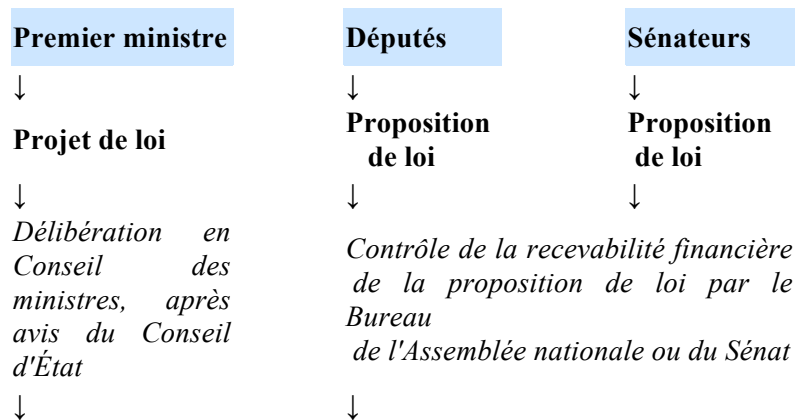 Premier ministre Députés Sénateurs
↓ ↓ ↓
Projet de loi
Proposition
de loi
Proposition
de loi
↓ ↓ ↓
Délibération en
Conseil des
ministres, après
avis du Conseil
d'État
Contrôle de la recevabilité financière
de la proposition de loi par le
Bureau
de l'Assemblée nationale ou du Sénat
↓ ↓